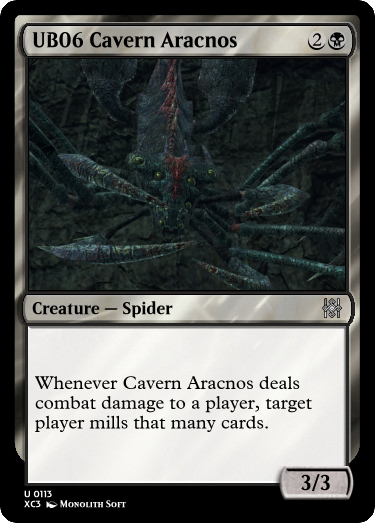 UB06 Cavern Aracnos 2
Creature — Spider
Whenever Cavern Aracnos deals
combat damage to a player, target
player mills that many cards.
3/3
U 0113
XC3 Monolith Soft